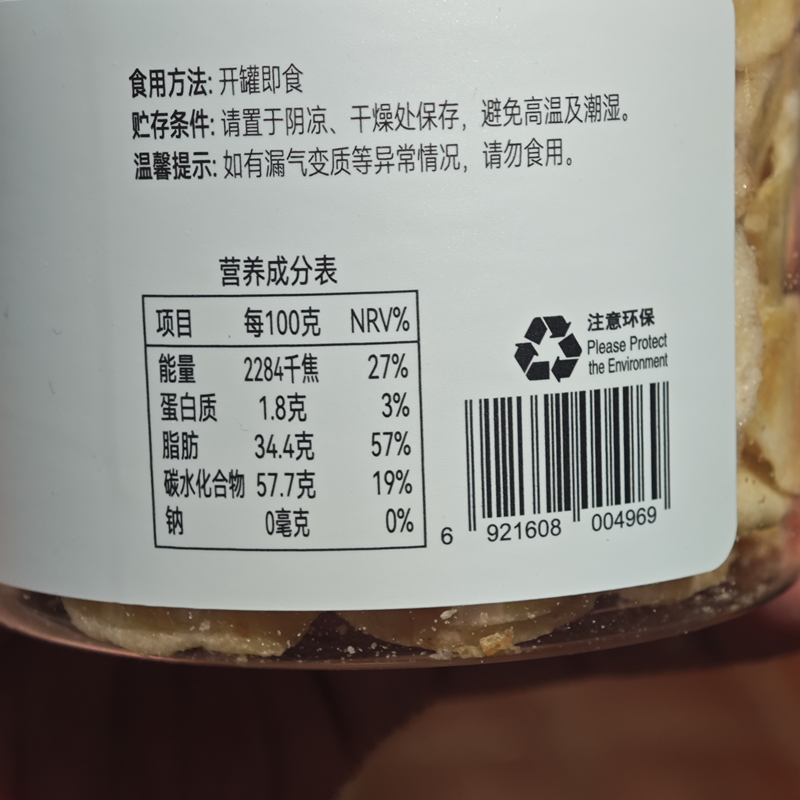 食用方法: 开罐即食
贮存条件: 请置于阴凉、干燥处保存，避免高温及潮湿。
温馨提示: 如有漏气变质等异常情况，请勿食用。
营养成分表
项目 每100克 NRV%
能量 2284千焦 27%
蛋白质 1.8克 3%
脂肪 34.4克 57%
碳水化合物 57.7克 19%
钠 0毫克 0%
注意环保
Please Protect
the Environment
6 921608 004969